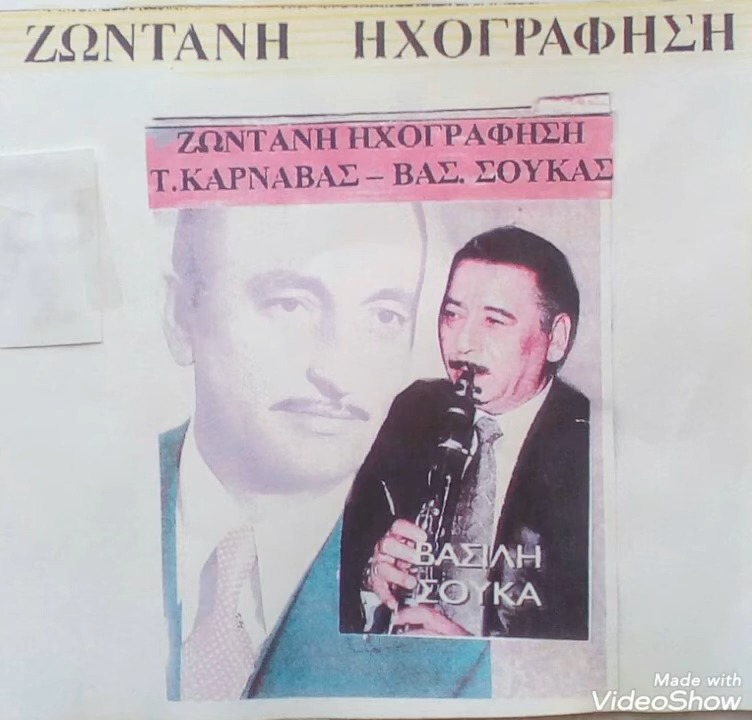 ΖΩΝΤΑΝΗ ΗΧΟΓΡΑΦΗΣΗ
ΖΩΝΤΑΝΗ ΗΧΟΓΡΑΦΗΣΗ
Τ.ΚΑΡΝΑΒΑΣ – ΒΑΣ. ΣΟΥΚΑΣ
ΒΑΣΙΛΗ
ΣΟΥΚΑ
Made with
VideoShow